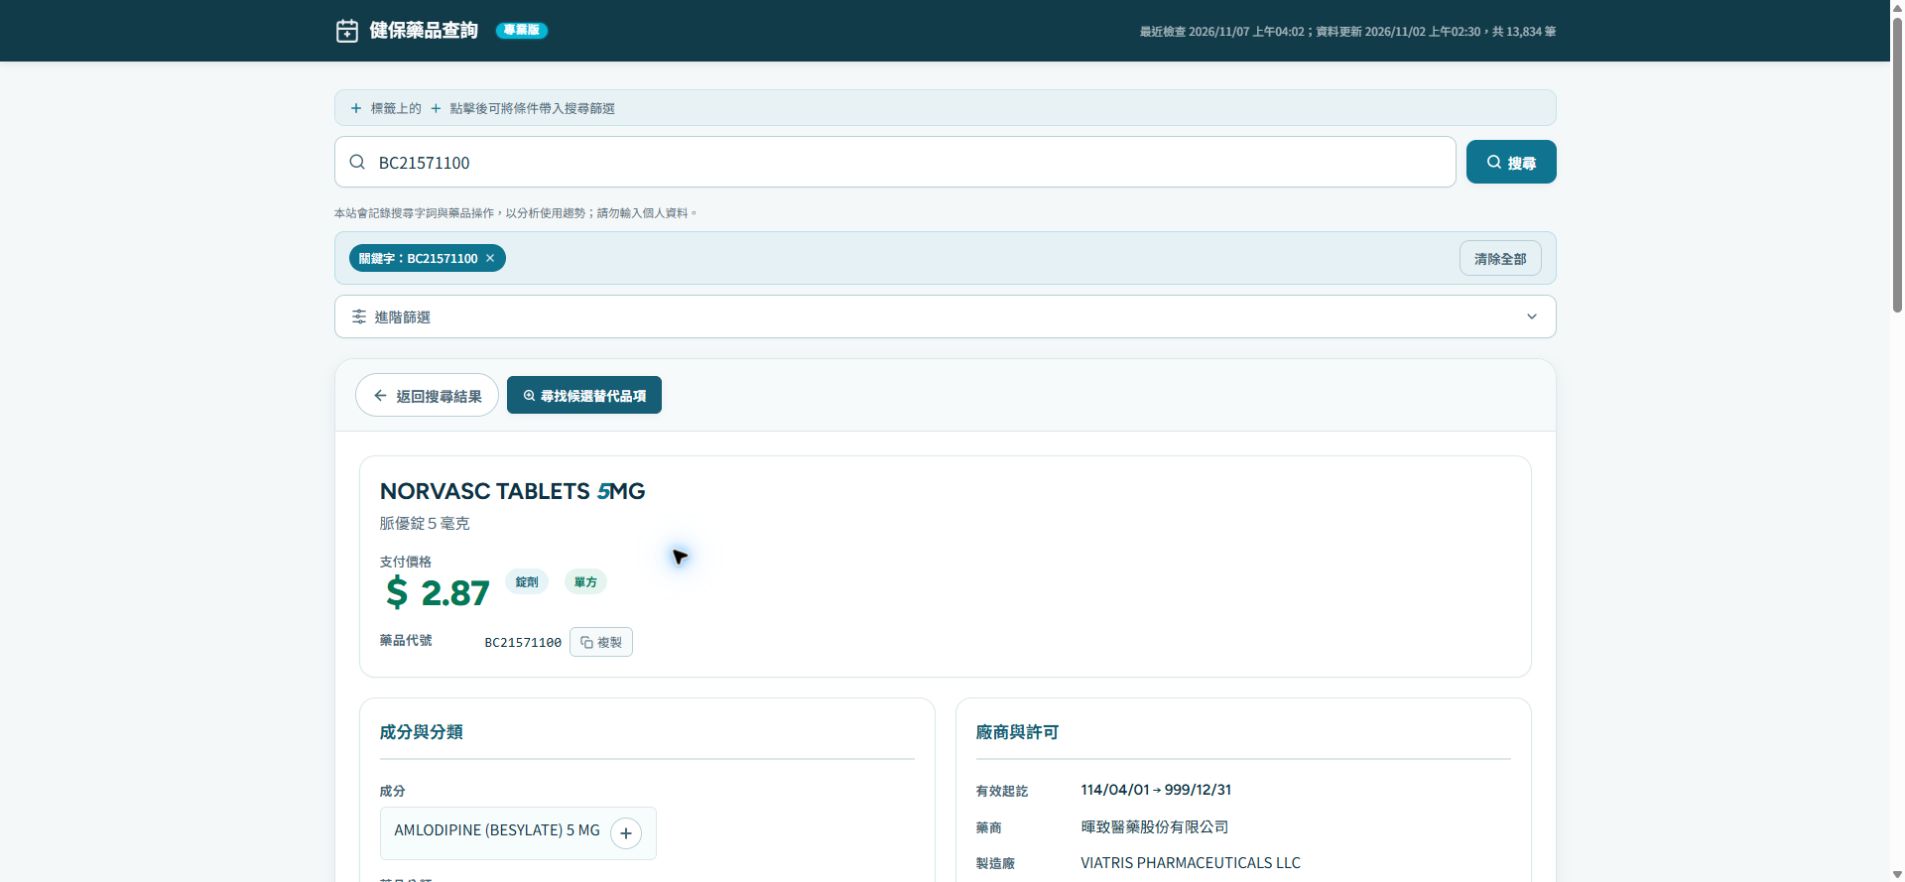 健保藥品查詢 專業版
最近檢查 2026/11/07 上午04:02；資料更新 2026/11/02 上午02:30，共 13,834 筆
+ 標籤上的 + 點擊後可將條件帶入搜尋篩選
BC21571100
搜尋
本站會記錄搜尋字詞與藥品操作，以分析使用趨勢；請勿輸入個人資料。
關鍵字：BC21571100 ×
清除全部
進階篩選
返回搜尋結果
尋找候選替代品項
NORVASC TABLETS 5MG
脈優錠５毫克
支付價格
$ 2.87 錠劑 單方
藥品代號 BC21571100 複製
成分與分類
成分
AMLODIPINE (BESYLATE) 5 MG +
廠商與許可
有效起訖 114/04/01 → 999/12/31
藥商 暉致醫藥股份有限公司
製造廠 VIATRIS PHARMACEUTICALS LLC